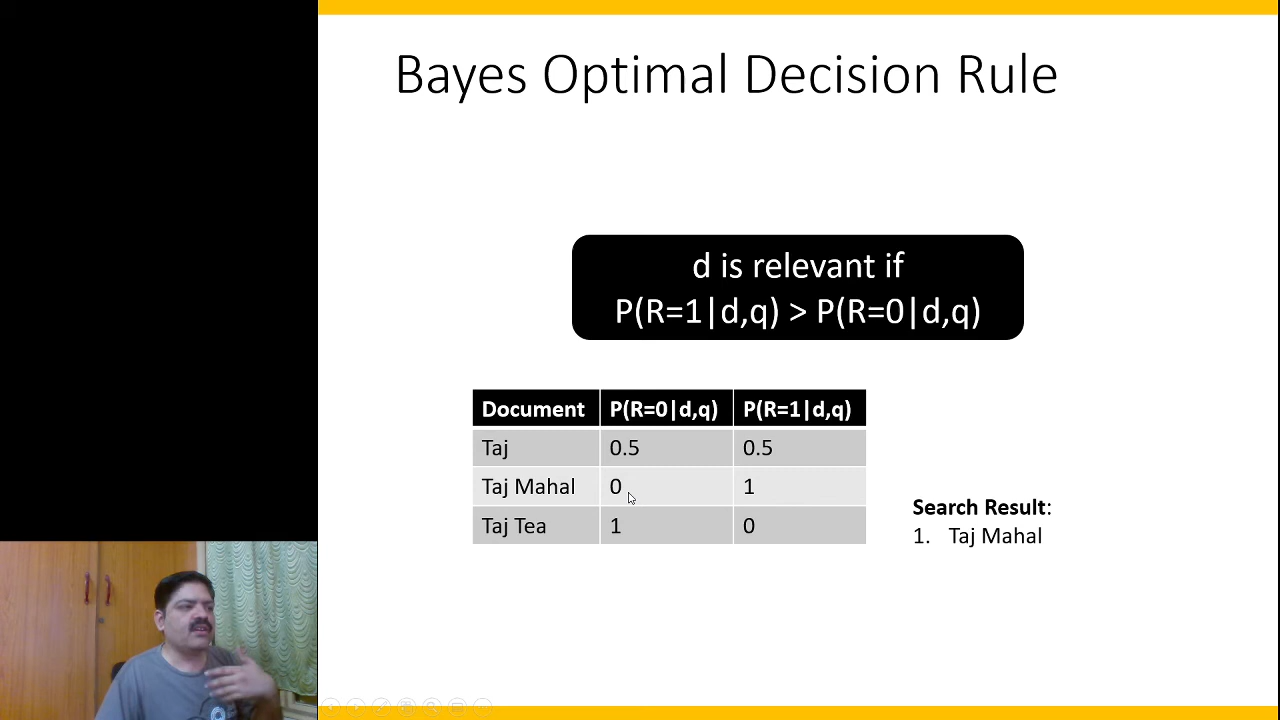 Bayes Optimal Decision Rule
d is relevant if
P(R=1|d,q) > P(R=0|d,q)
Document P(R=0|d,q) P(R=1|d,q)
Taj 0.5 0.5
Taj Mahal 0 1
Taj Tea 1 0
Search Result:
1. Taj Mahal